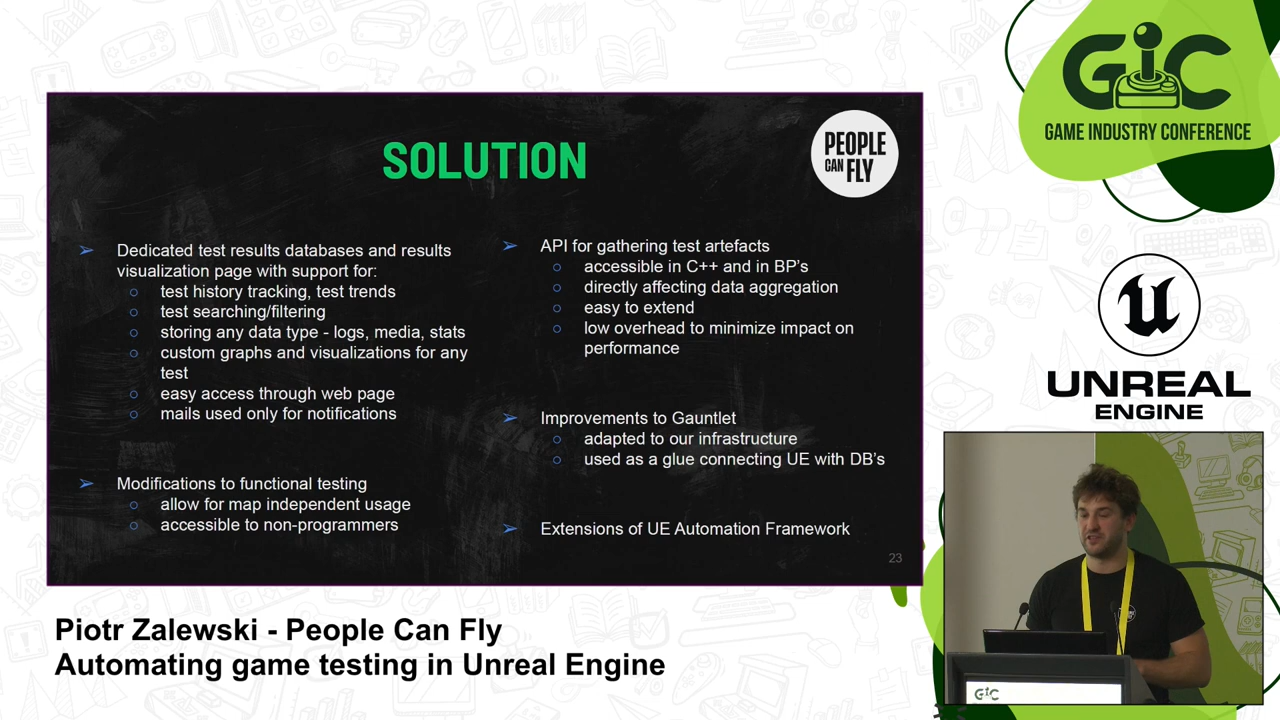 SOLUTION
PEOPLE
CAN FLY
➢ Dedicated test results databases and results
visualization page with support for:
○ test history tracking, test trends
○ test searching/filtering
○ storing any data type - logs, media, stats
○ custom graphs and visualizations for any
test
○ easy access through web page
○ mails used only for notifications
➢ Modifications to functional testing
○ allow for map independent usage
○ accessible to non-programmers
➢ API for gathering test artefacts
○ accessible in C++ and in BP's
○ directly affecting data aggregation
○ easy to extend
○ low overhead to minimize impact on
performance
➢ Improvements to Gauntlet
○ adapted to our infrastructure
○ used as a glue connecting UE with DB's
➢ Extensions of UE Automation Framework
23
GIC
GAME INDUSTRY CONFERENCE
UNREAL
ENGINE
GIC
Piotr Zalewski - People Can Fly
Automating game testing in Unreal Engine